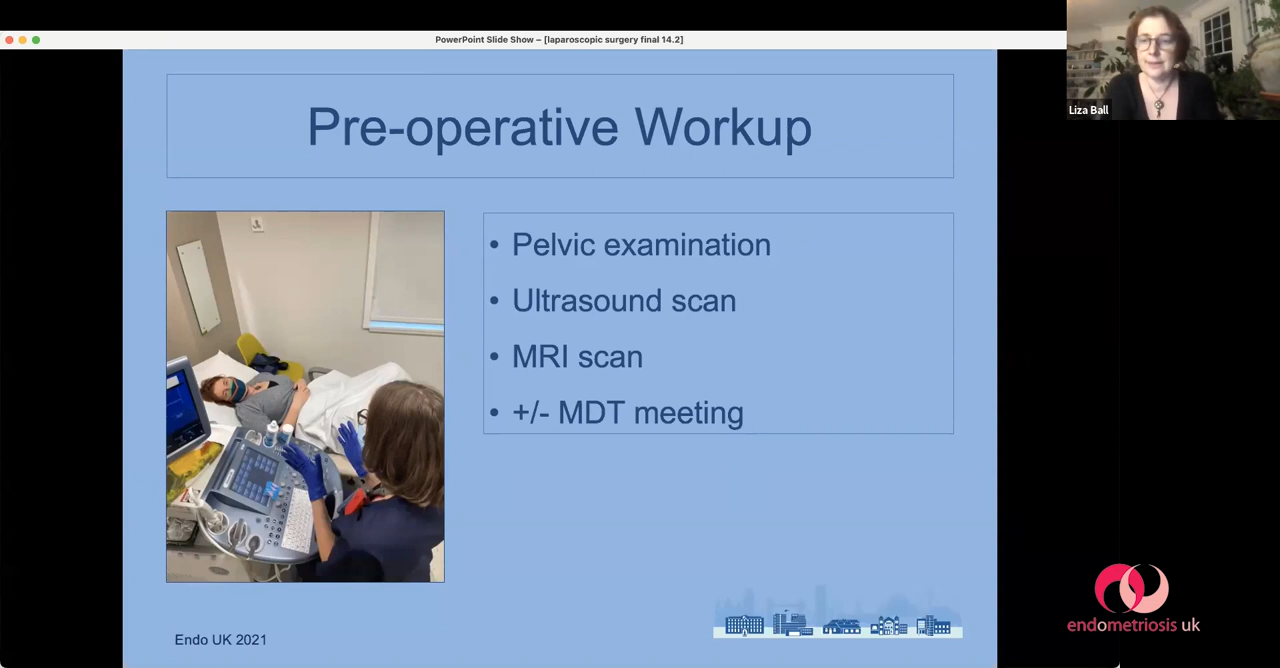 PowerPoint Slide Show – [laparoscopic surgery final 14.2]
Liza Ball
Pre-operative Workup
• Pelvic examination
• Ultrasound scan
• MRI scan
• +/- MDT meeting
Endo UK 2021
endometriosis uk